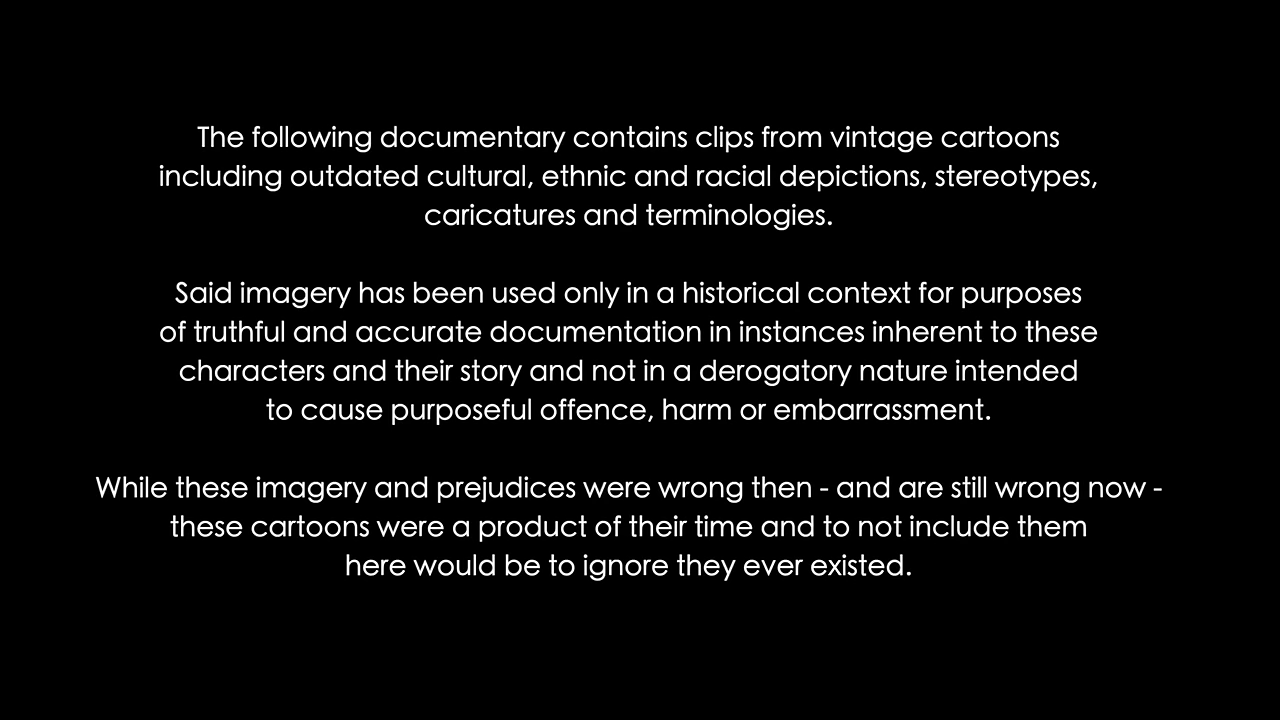 The following documentary contains clips from vintage cartoons
including outdated cultural, ethnic and racial depictions, stereotypes,
caricatures and terminologies.
Said imagery has been used only in a historical context for purposes
of truthful and accurate documentation in instances inherent to these
characters and their story and not in a derogatory nature intended
to cause purposeful offence, harm or embarrassment.
While these imagery and prejudices were wrong then - and are still wrong now -
these cartoons were a product of their time and to not include them
here would be to ignore they ever existed.